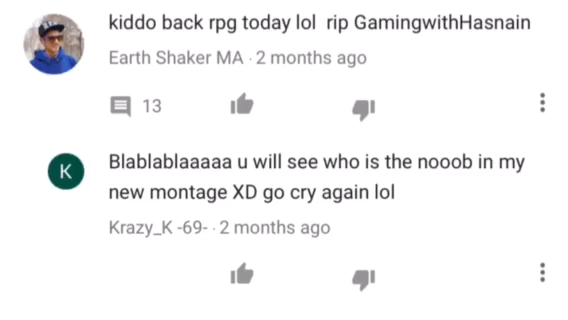 kiddo back rpg today lol rip GamingwithHasnain
Earth Shaker MA · 2 months ago
13
K
Blablablaaaaa u will see who is the nooob in my
new montage XD go cry again lol
Krazy_K -69- · 2 months ago